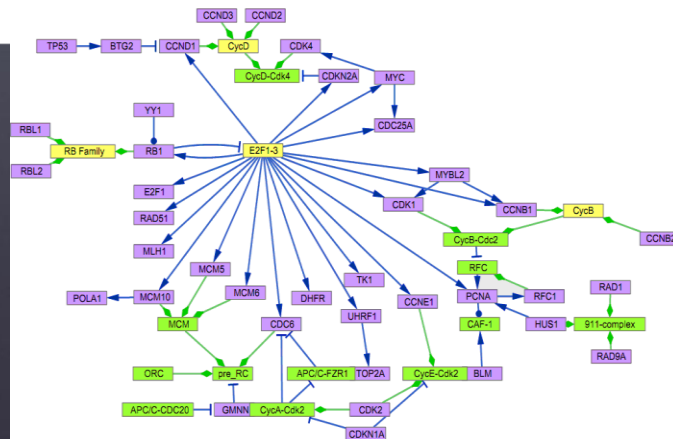 CCND3 CCND2
TP53 BTG2 CCND1 CycD CDK4
CycD-Cdk4 CDKN2A MYC
YY1 CDC25A
RBL1
RB Family RB1 E2F1-3
RBL2 MYBL2
E2F1 CDK1 CCNB1 CycB
RAD51
CycB-Cdc2 CCNB2
MLH1
MCM5 TK1 RFC
POLA1 MCM10 MCM6 DHFR CCNE1 PCNA RFC1 RAD1
MCM CDC6 UHRF1 CAF-1 HUS1 911-complex
RAD9A
ORC pre_RC APC/C-FZR1 TOP2A CycE-Cdk2 BLM
APC/C-CDC20 GMNN CycA-Cdk2 CDK2
CDKN1A